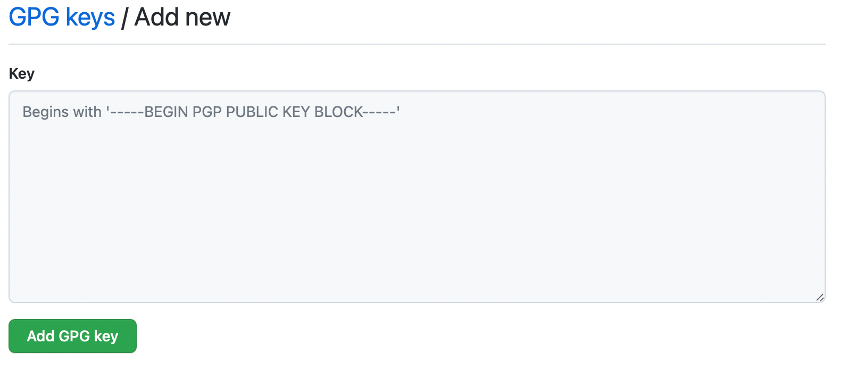 GPG keys / Add new
Key
Begins with '-----BEGIN PGP PUBLIC KEY BLOCK-----'
Add GPG key